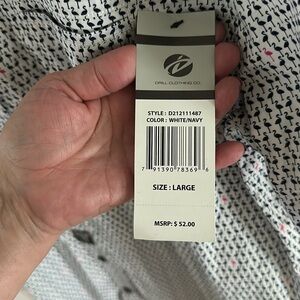 DRILL CLOTHING CO.
STYLE : D212111487
COLOR : WHITE/NAVY
7 91390 78369 6
SIZE : LARGE
MSRP: $ 52.00